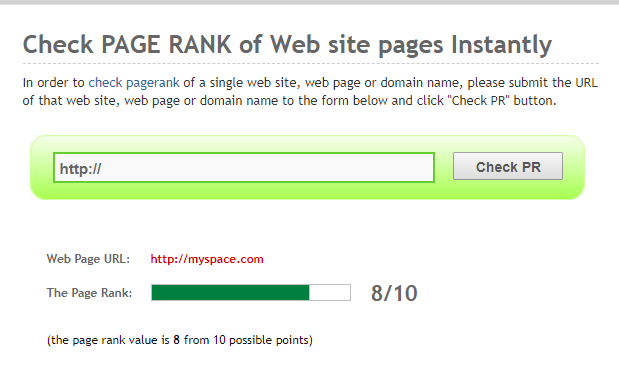 Check PAGE RANK of Web site pages Instantly
In order to check pagerank of a single web site, web page or domain name, please submit the URL
of that web site, web page or domain name to the form below and click "Check PR" button.
http://
Check PR
Web Page URL: http://myspace.com
The Page Rank: 8/10
(the page rank value is 8 from 10 possible points)